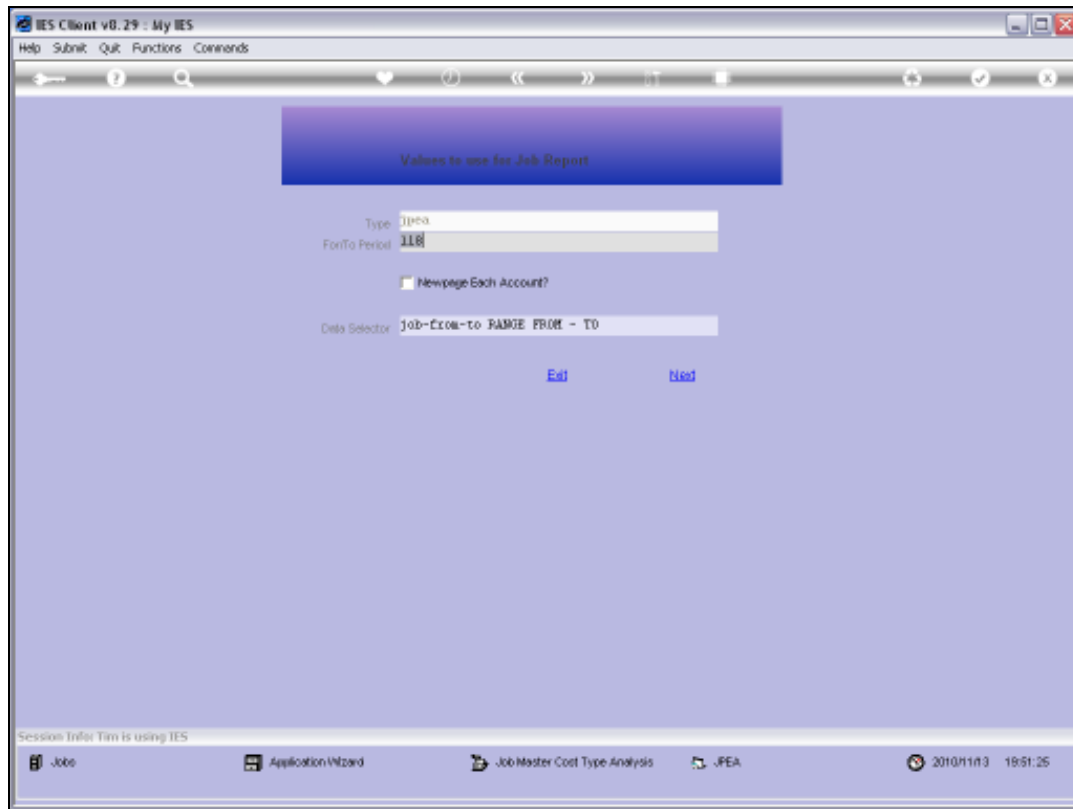 IES Client v8.29 : My IES
Help Submit Quit Functions Commands
Values to use for Job Report
Type jpea
For/To Period 118
Newpage Each Account?
Data Selector job-from-to RANGE FROM - TO
Exit Next
Session Info: Tim is using IES
Jobs Application Wizard Job Master Cost Type Analysis JPEA 2010/11/13 19:51:25